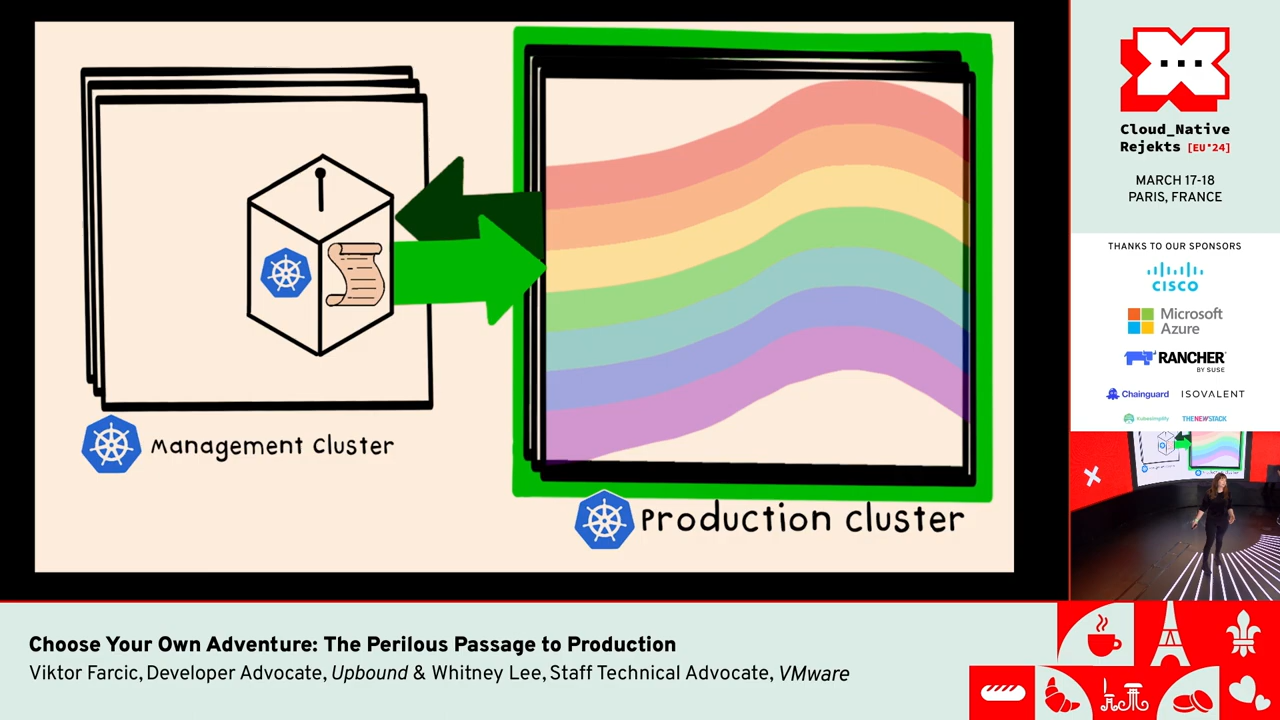 Management Cluster
Production cluster
Cloud_Native
Rejekts [EU'24]
MARCH 17-18
PARIS, FRANCE
THANKS TO OUR SPONSORS
CISCO
Microsoft
Azure
RANCHER
BY SUSE
Chainguard
ISOVALENT
Kubesimplify
THENEWSTACK
Choose Your Own Adventure: The Perilous Passage to Production
Viktor Farcic, Developer Advocate, Upbound & Whitney Lee, Staff Technical Advocate, VMware